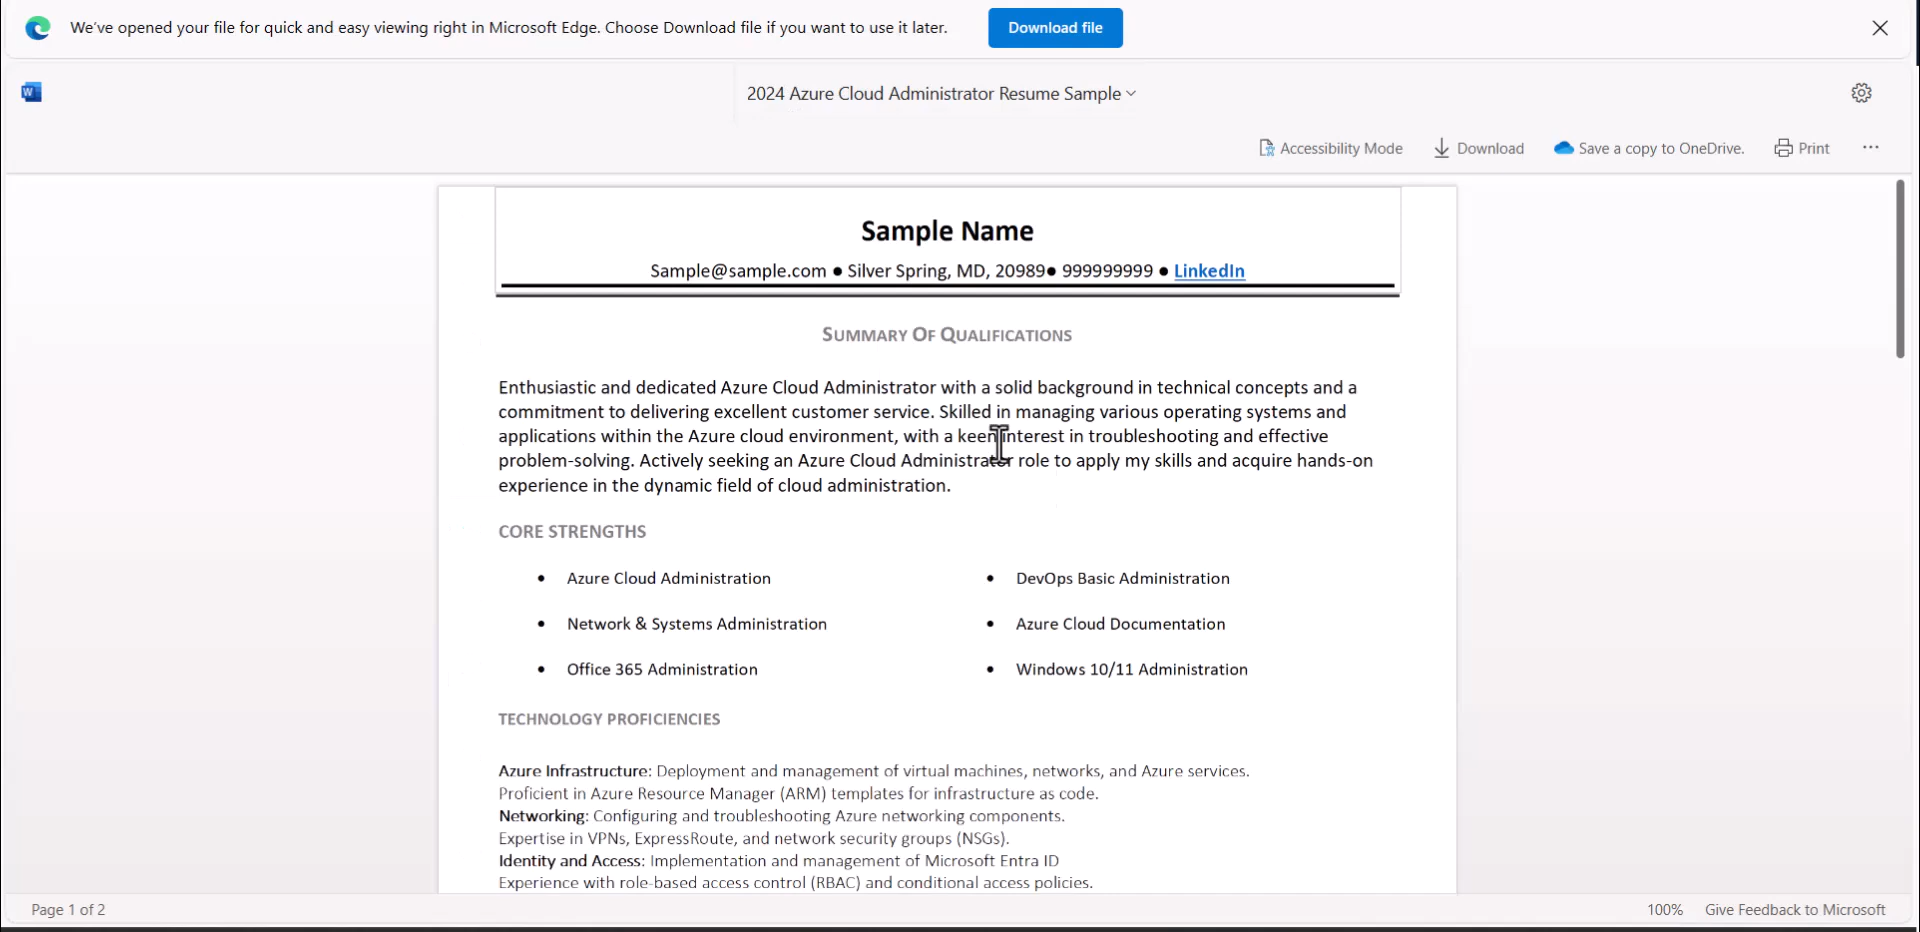 We've opened your file for quick and easy viewing right in Microsoft Edge. Choose Download file if you want to use it later.
Download file
W
2024 Azure Cloud Administrator Resume Sample
Accessibility Mode
Download
Save a copy to OneDrive.
Print
Sample Name
Sample@sample.com ● Silver Spring, MD, 20989● 999999999 ● LinkedIn
SUMMARY OF QUALIFICATIONS
Enthusiastic and dedicated Azure Cloud Administrator with a solid background in technical concepts and a
commitment to delivering excellent customer service. Skilled in managing various operating systems and
applications within the Azure cloud environment, with a keen interest in troubleshooting and effective
problem-solving. Actively seeking an Azure Cloud Administrator role to apply my skills and acquire hands-on
experience in the dynamic field of cloud administration.
CORE STRENGTHS
• Azure Cloud Administration
• DevOps Basic Administration
• Network & Systems Administration
• Azure Cloud Documentation
• Office 365 Administration
• Windows 10/11 Administration
TECHNOLOGY PROFICIENCIES
Azure Infrastructure: Deployment and management of virtual machines, networks, and Azure services.
Proficient in Azure Resource Manager (ARM) templates for infrastructure as code.
Networking: Configuring and troubleshooting Azure networking components.
Expertise in VPNs, ExpressRoute, and network security groups (NSGs).
Identity and Access: Implementation and management of Microsoft Entra ID
Experience with role-based access control (RBAC) and conditional access policies.
Page 1 of 2
100%
Give Feedback to Microsoft